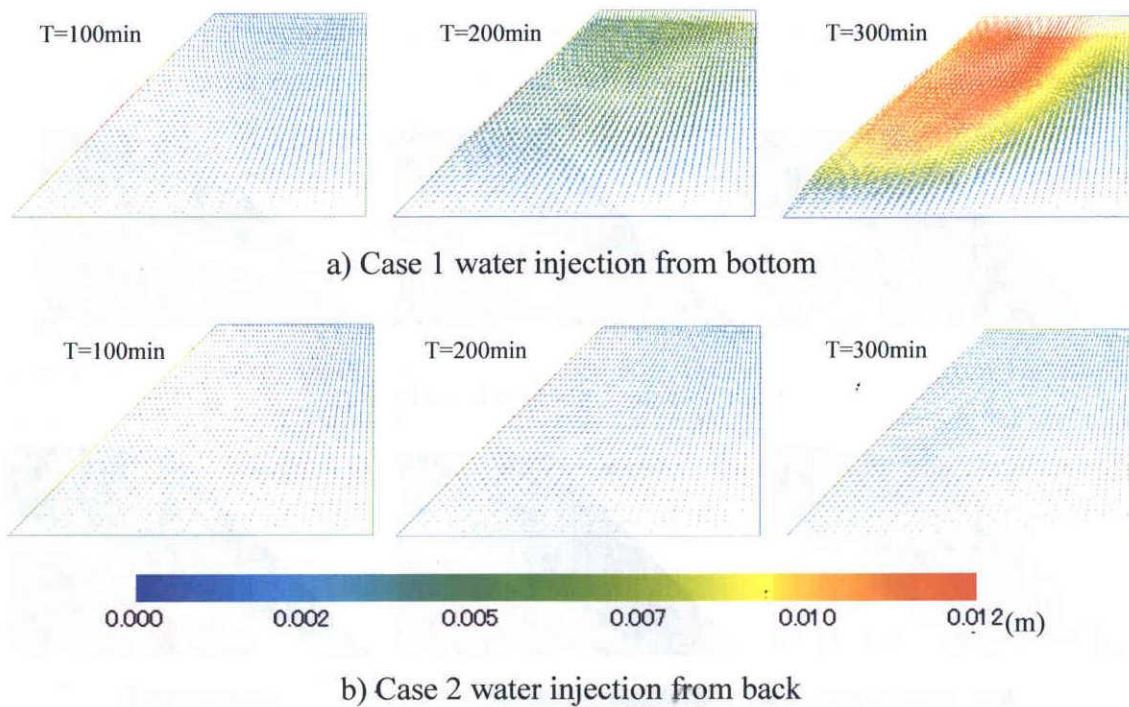 T=100min T=200min T=300min
a) Case 1 water injection from bottom
T=100min T=200min T=300min
0.000 0.002 0.005 0.007 0.010 0.012 (m)
b) Case 2 water injection from back